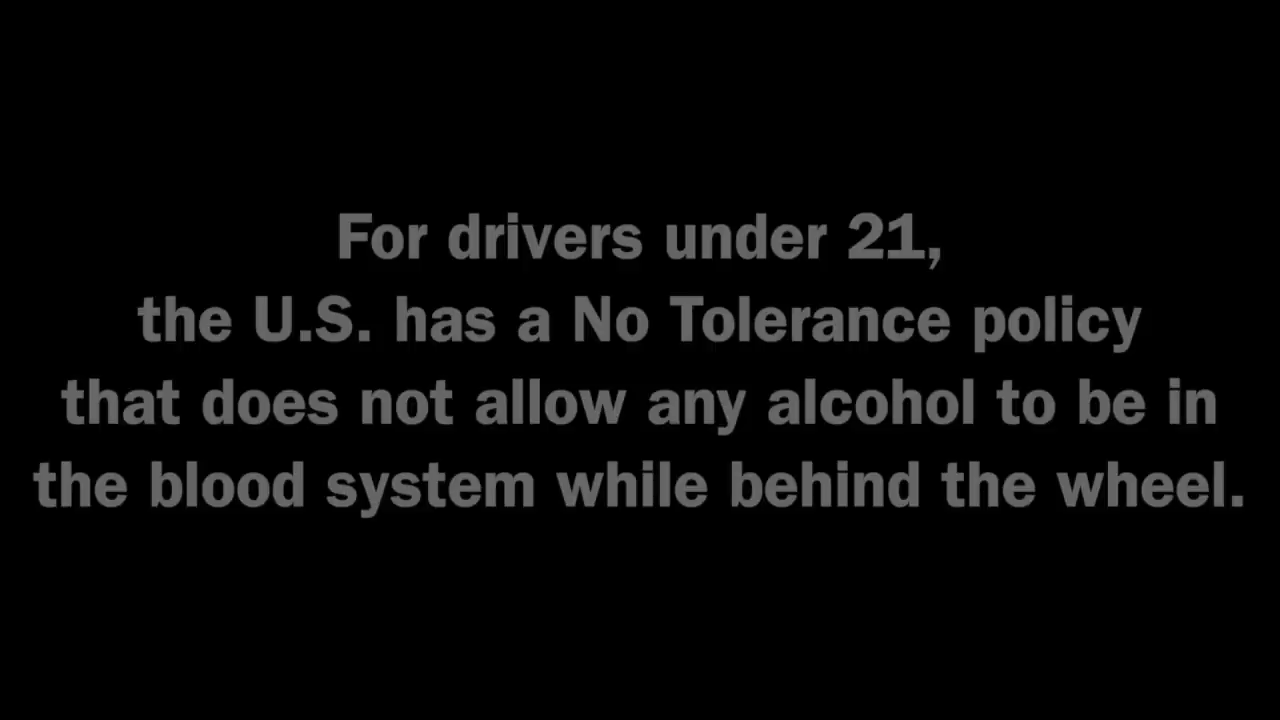 For drivers under 21,
the U.S. has a No Tolerance policy
that does not allow any alcohol to be in
the blood system while behind the wheel.